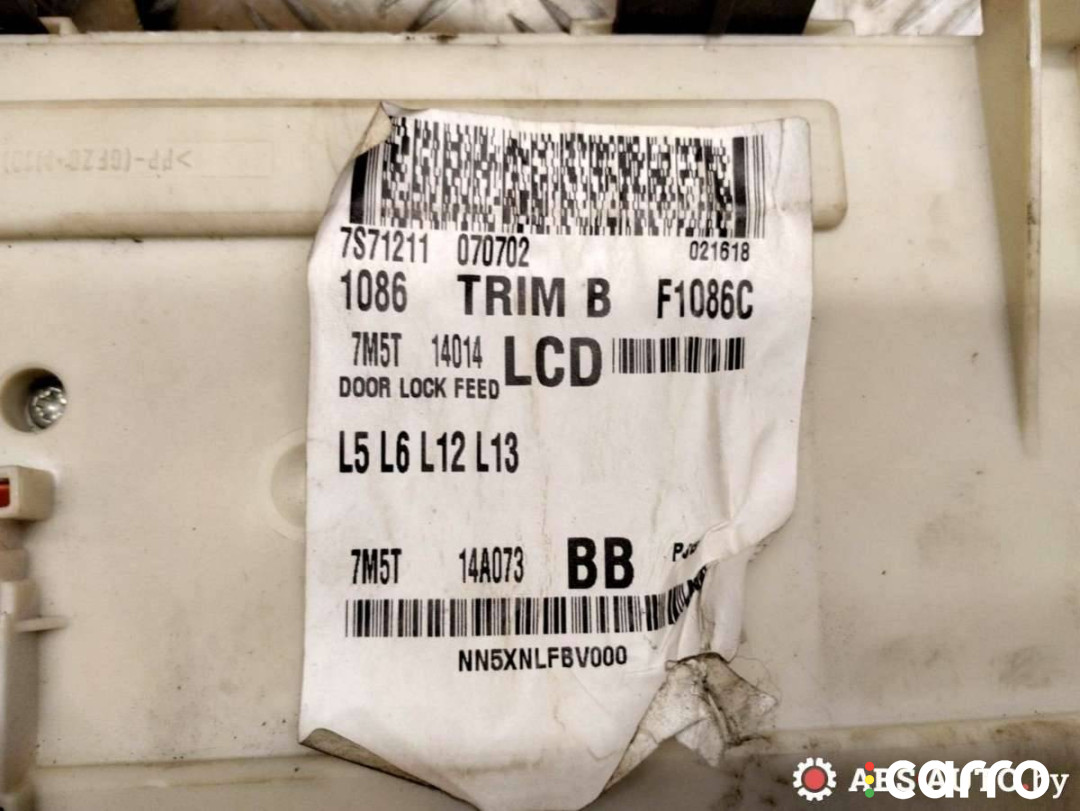 7S71211 070702 021618
1086 TRIM B F1086C
7M5T 14014 LCD
DOOR LOCK FEED
L5 L6 L12 L13
7M5T 14A073 BB
NN5XNLFBV000
carro